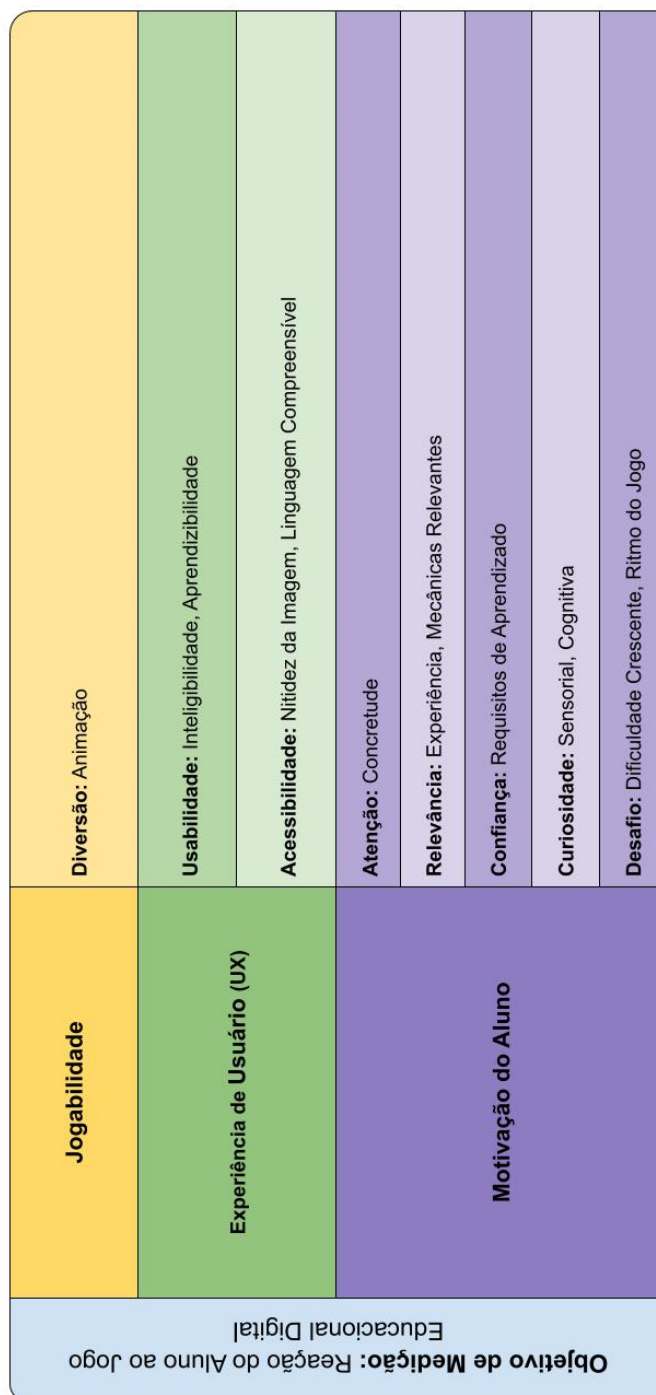 Objetivo de Medição: Reação do Aluno ao Jogo
Educacional Digital
Jogabilidade
Diversão: Animação
Experiência de Usuário (UX)
Usabilidade: Inteligibilidade, Aprendizibilidade
Acessibilidade: Nitidez da Imagem, Linguagem Compreensível
Motivação do Aluno
Atenção: Concretude
Relevância: Experiência, Mecânicas Relevantes
Confiança: Requisitos de Aprendizado
Curiosidade: Sensorial, Cognitiva
Desafio: Dificuldade Crescente, Ritmo do Jogo